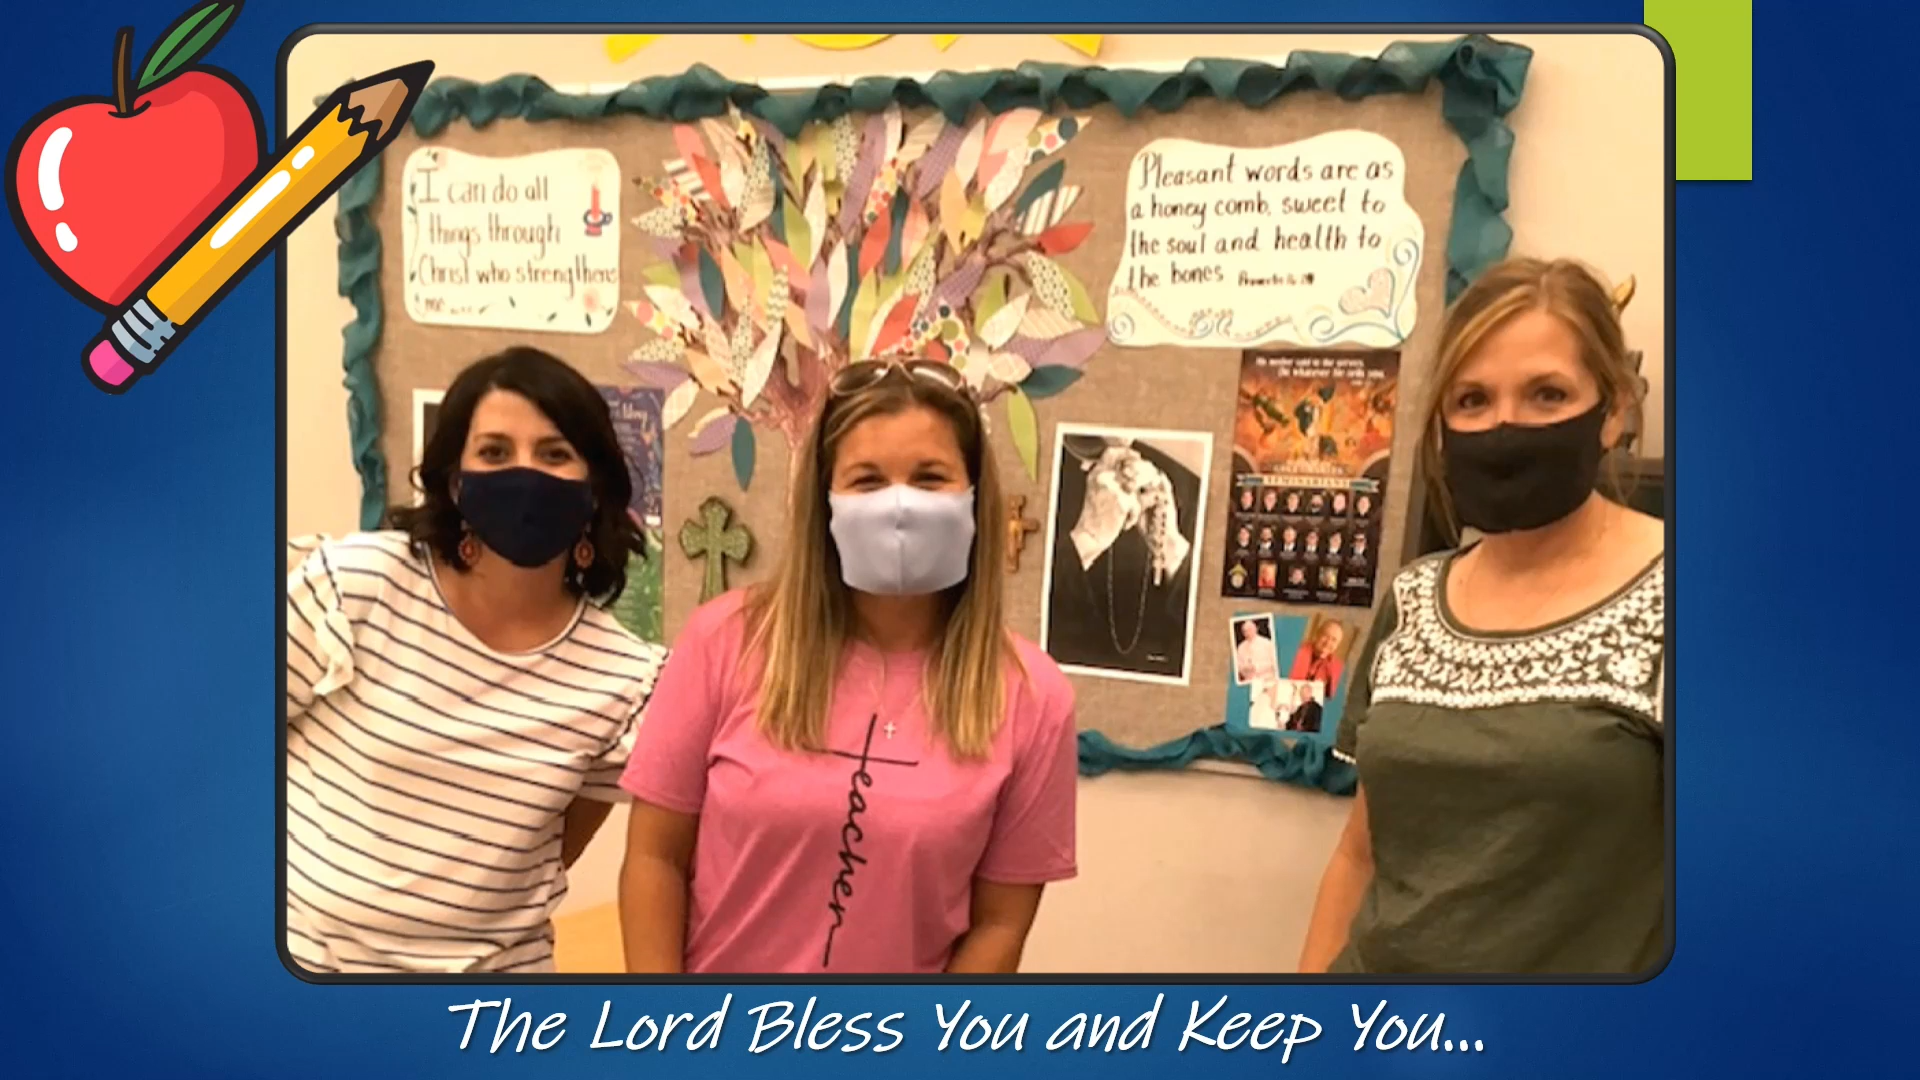 I can do all
things through
Christ who strengthens
me
Pleasant words are as
a honey comb, sweet to
the soul and health to
the bones
SEMINARIANS
Teacher
The Lord Bless You and Keep You...